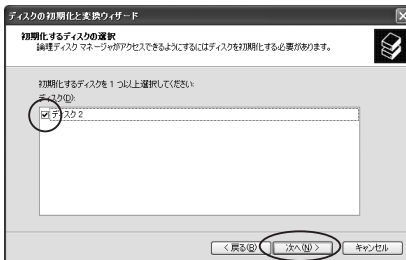 ディスクの初期化と変換ウィザード
初期化するディスクの選択
論理ディスク マネージャがアクセスできるようにするにはディスクを初期化する必要があります。
初期化するディスクを 1 つ以上選択してください:
ディスク(D):
ディスク 2
< 戻る(B)
次へ(N) >
キャンセル